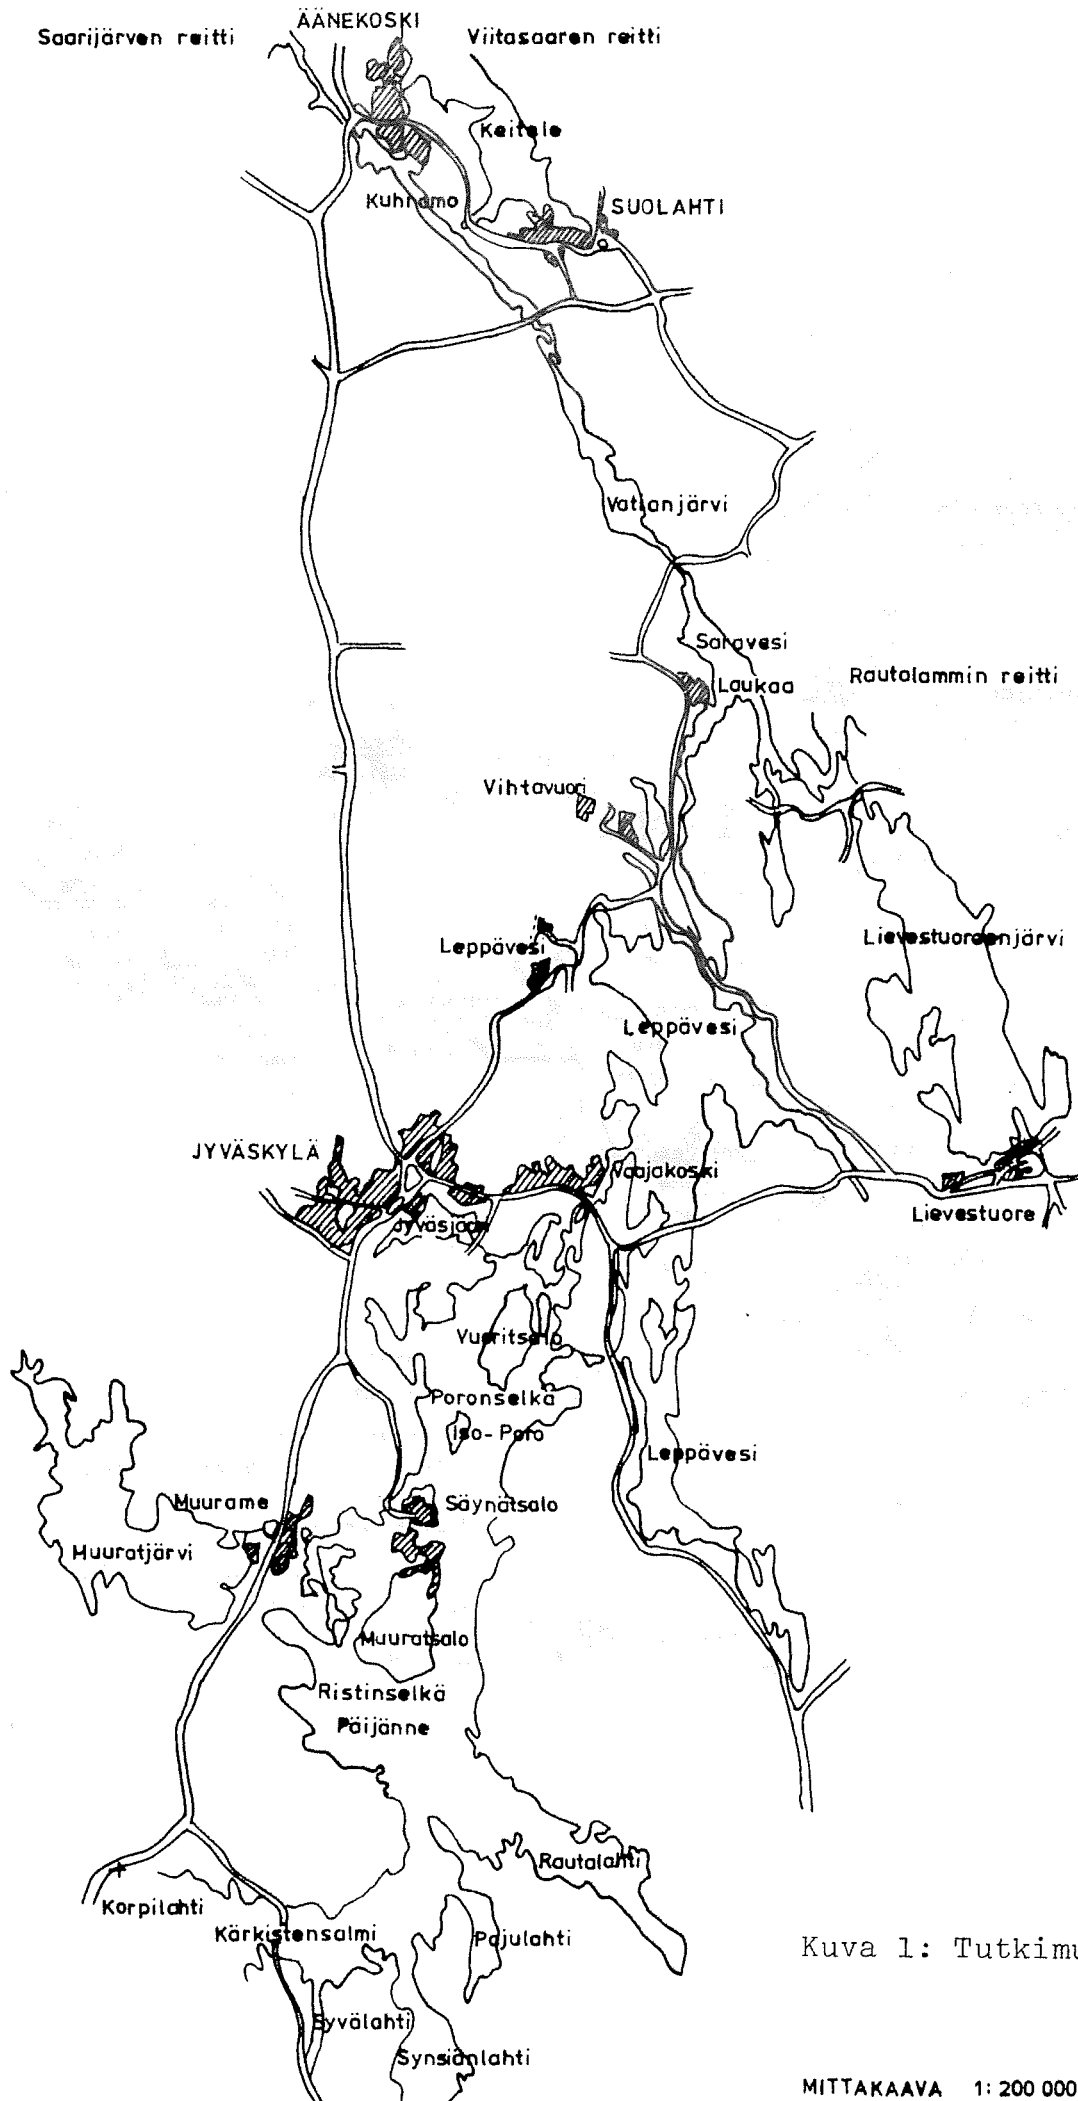 ÄÄNEKOSKI
Saarijärven reitti
Viitasaaren reitti
Keitele
Kuhnamo
SUOLAHTI
Vatianjärvi
Saravesi
Laukaa
Rautalammin reitti
Vihtavuori
Leppävesi
Lievestuoreenjärvi
Leppävesi
JYVÄSKYLÄ
Vaajakoski
Jyväsjärvi
Lievestuore
Vuoritsalo
Poronselkä
Iso-Poro
Leppävesi
Muurame
Säynätsalo
Muuratjärvi
Muuratsalo
Ristinselkä
Päijänne
Rautalahti
Korpilahti
Kärkistensalmi
Pajulahti
Kuva 1: Tutkimu
Syvälahti
Synsiänlahti
MITTAKAAVA 1: 200 000